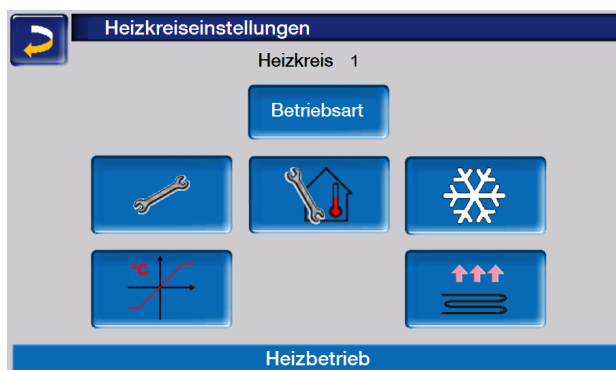 Heizkreiseinstellungen
Heizkreis 1
Betriebsart
°C
Heizbetrieb